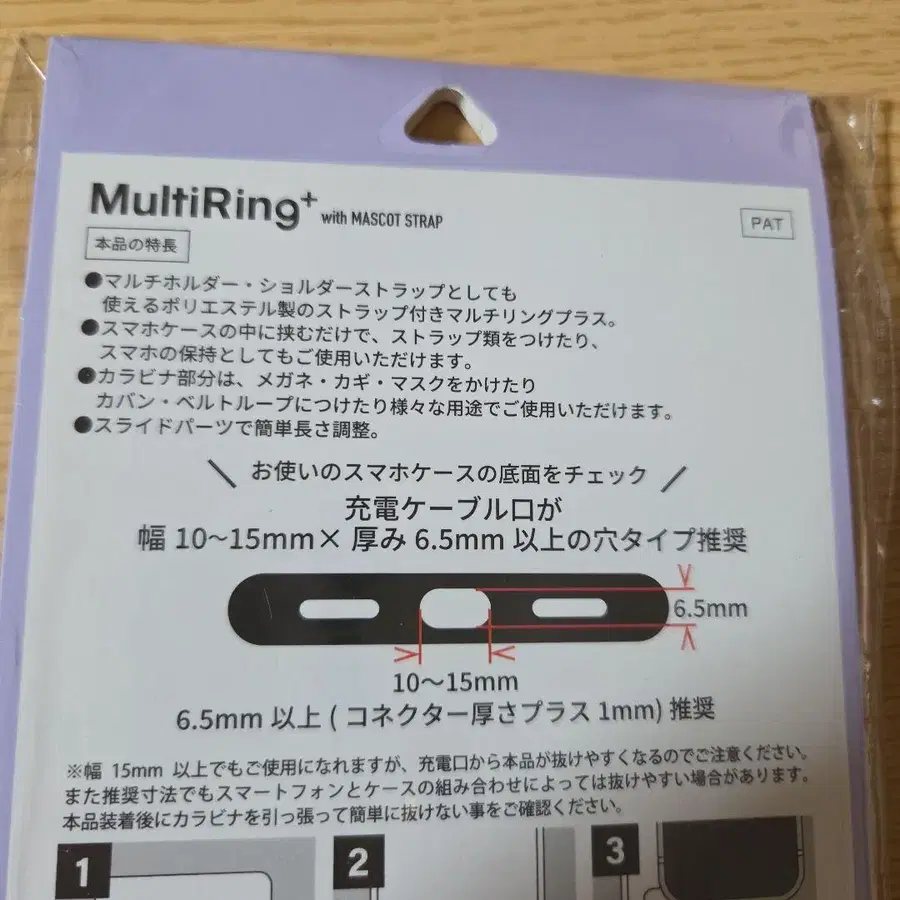 MultiRing+ with MASCOT STRAP
PAT
本品の特長
●マルチホルダー・ショルダーストラップとしても
使えるポリエステル製のストラップ付きマルチリングプラス。
●スマホケースの中に挟むだけで、ストラップ類をつけたり、
スマホの保持としてもご使用いただけます。
●カラビナ部分は、メガネ・カギ・マスクをかけたり
カバン・ベルトループにつけたり様々な用途でご使用いただけます。
●スライドパーツで簡単長さ調整。
\ お使いのスマホケースの底面をチェック /
充電ケーブル口が
幅 10〜15mm× 厚み 6.5mm 以上の穴タイプ推奨
6.5mm
10〜15mm
6.5mm 以上 ( コネクター厚さプラス 1mm) 推奨
※幅 15mm 以上でもご使用になれますが、充電口から本品が抜けやすくなるのでご注意ください。
また推奨寸法でもスマートフォンとケースの組み合わせによっては抜けやすい場合があります。
本品装着後にカラビナを引っ張って簡単に抜けない事をご確認ください。
1
2
3